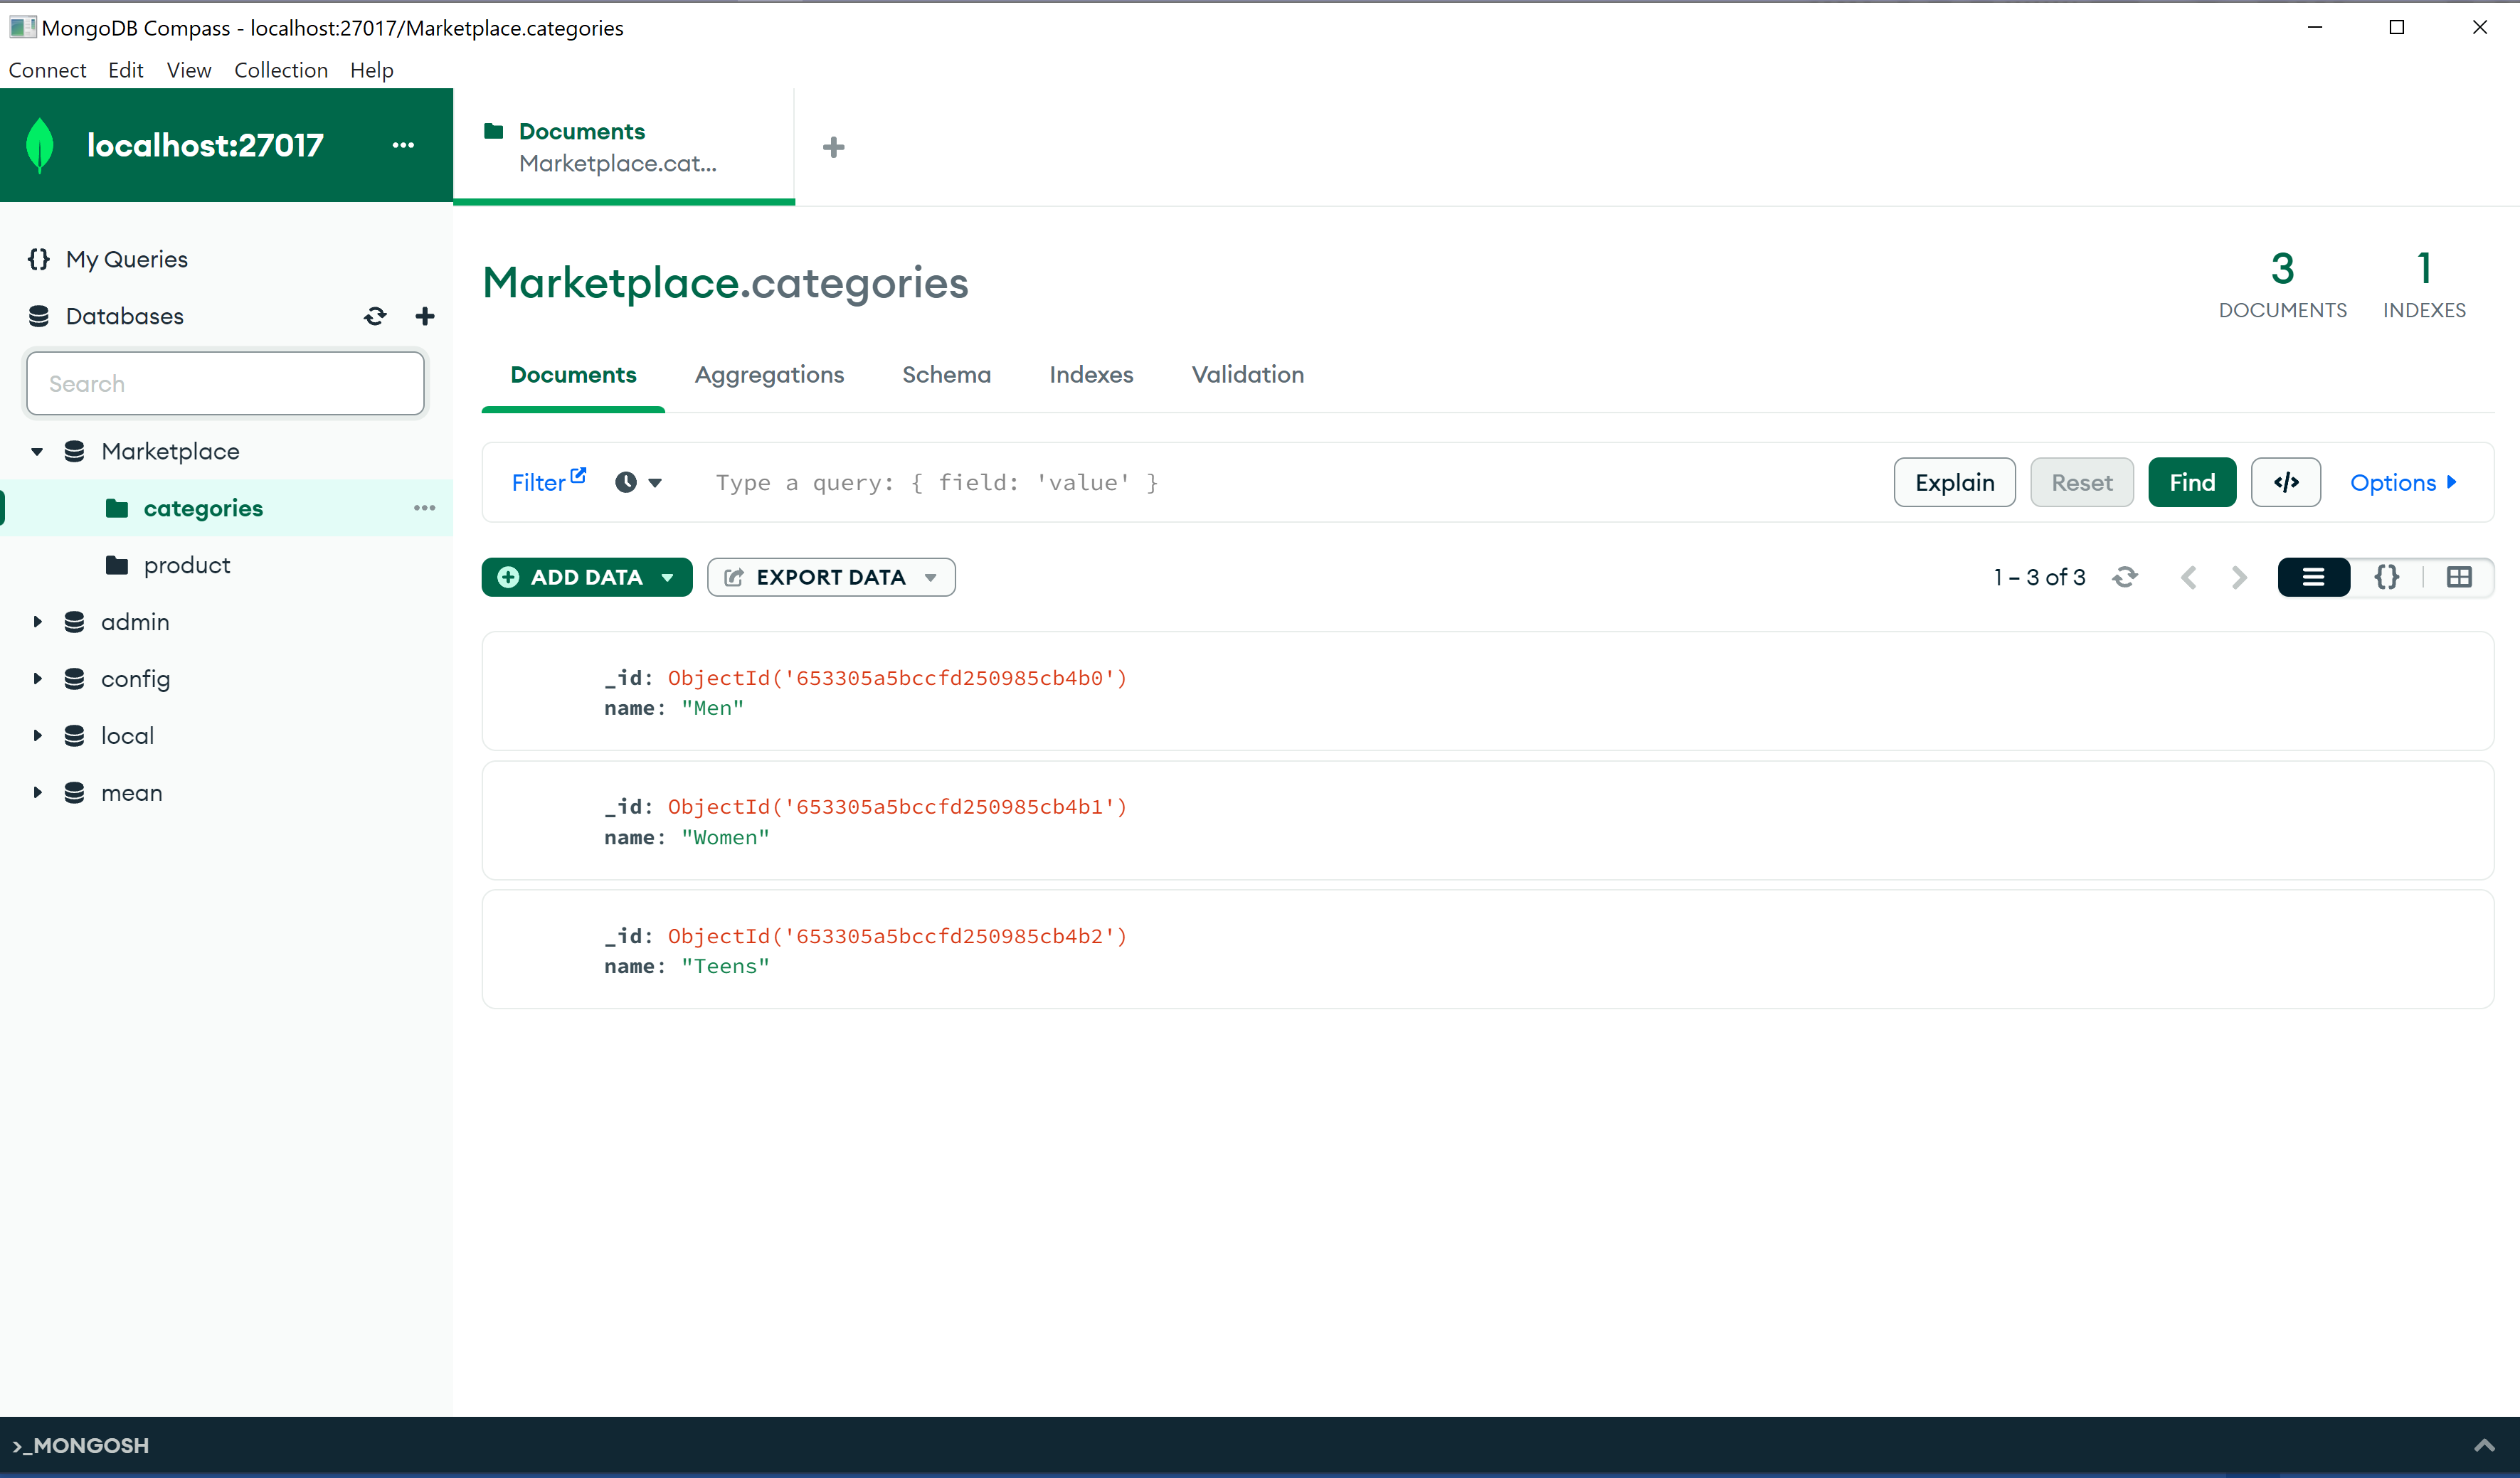 MongoDB Compass - localhost:27017/Marketplace.categories
Connect Edit View Collection Help
localhost:27017 ...
Documents
Marketplace.cat...
My Queries
Databases
Search
Marketplace
categories
product
admin
config
local
mean
Marketplace.categories
3
DOCUMENTS
1
INDEXES
Documents Aggregations Schema Indexes Validation
Filter Type a query: { field: 'value' } Explain Reset Find </> Options
ADD DATA EXPORT DATA 1 – 3 of 3 {}
_id: ObjectId('653305a5bccfd250985cb4b0')
name: "Men"
_id: ObjectId('653305a5bccfd250985cb4b1')
name: "Women"
_id: ObjectId('653305a5bccfd250985cb4b2')
name: "Teens"
>_MONGOSH